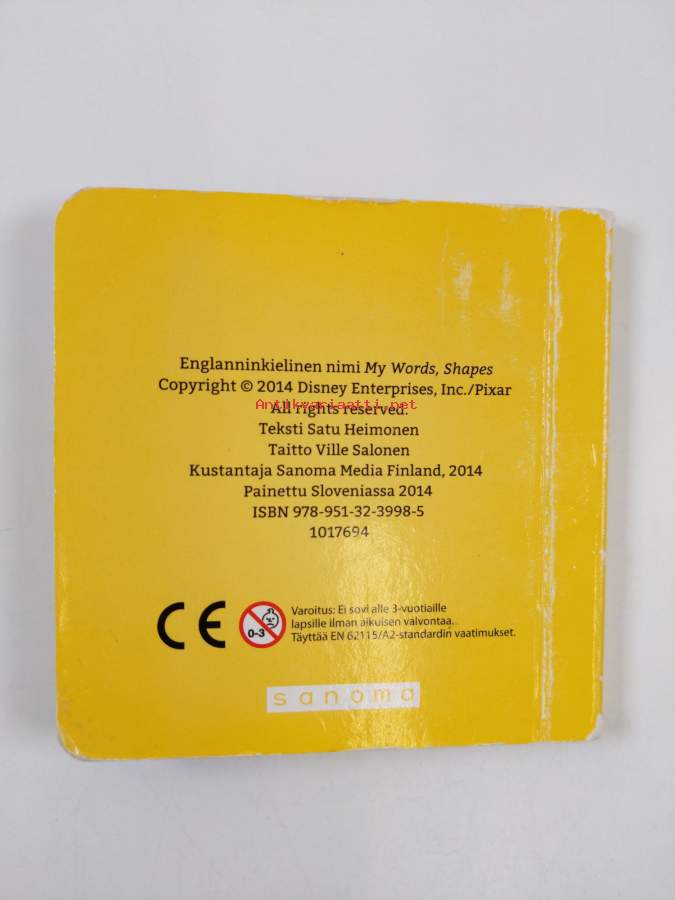 Englanninkielinen nimi My Words, Shapes
Copyright © 2014 Disney Enterprises, Inc./Pixar
Antikvariaatti.net
All rights reserved.
Teksti Satu Heimonen
Taitto Ville Salonen
Kustantaja Sanoma Media Finland, 2014
Painettu Sloveniassa 2014
ISBN 978-951-32-3998-5
1017694
CE
0-3
Varoitus: Ei sovi alle 3-vuotiaille
lapsille ilman aikuisen valvontaa.
Täyttää EN 62115/A2-standardin vaatimukset.
sanoma